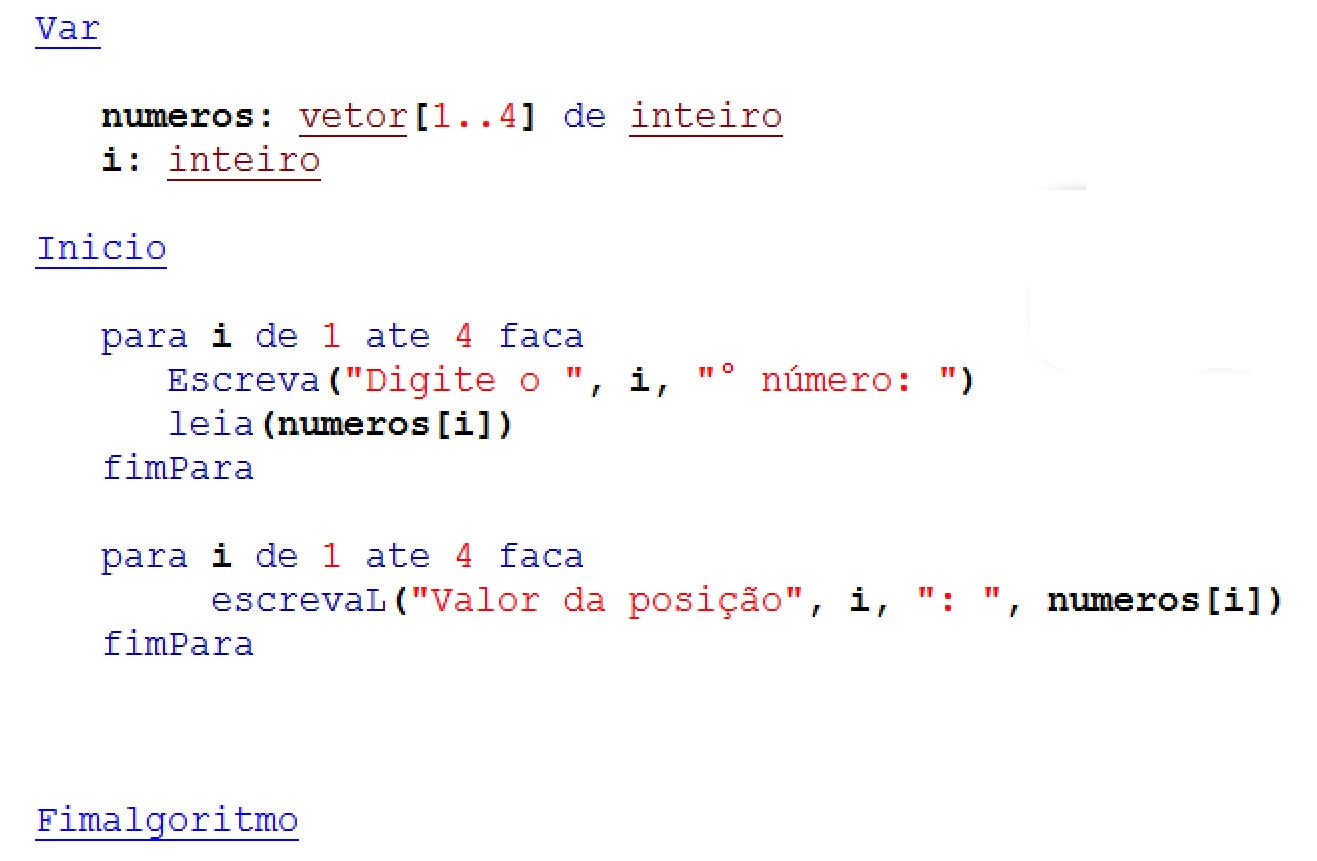 Var
numeros: vetor[1..4] de inteiro
i: inteiro
Inicio
para i de 1 ate 4 faca
Escreva("Digite o ", i, "° número: ")
leia(numeros[i])
fimPara
para i de 1 ate 4 faca
escrevaL("Valor da posição", i, ": ", numeros[i])
fimPara
Fimalgoritmo